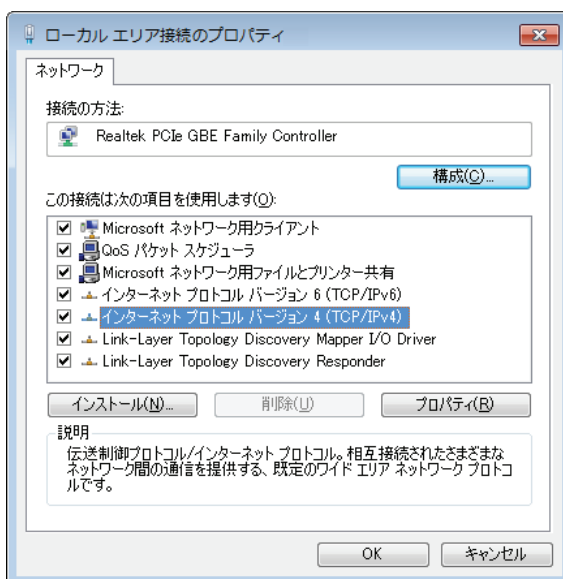 ローカル エリア接続のプロパティ
ネットワーク
接続の方法:
Realtek PCIe GBE Family Controller
構成(C)...
この接続は次の項目を使用します(O):
Microsoft ネットワーク用クライアント
QoS パケット スケジューラ
Microsoft ネットワーク用ファイルとプリンター共有
インターネット プロトコル バージョン 6 (TCP/IPv6)
インターネット プロトコル バージョン 4 (TCP/IPv4)
Link-Layer Topology Discovery Mapper I/O Driver
Link-Layer Topology Discovery Responder
インストール(N)... 削除(U) プロパティ(R)
説明
伝送制御プロトコル/インターネット プロトコル。相互接続されたさまざまな
ネットワーク間の通信を提供する、既定のワイド エリア ネットワーク プロトコ
ルです。
OK キャンセル